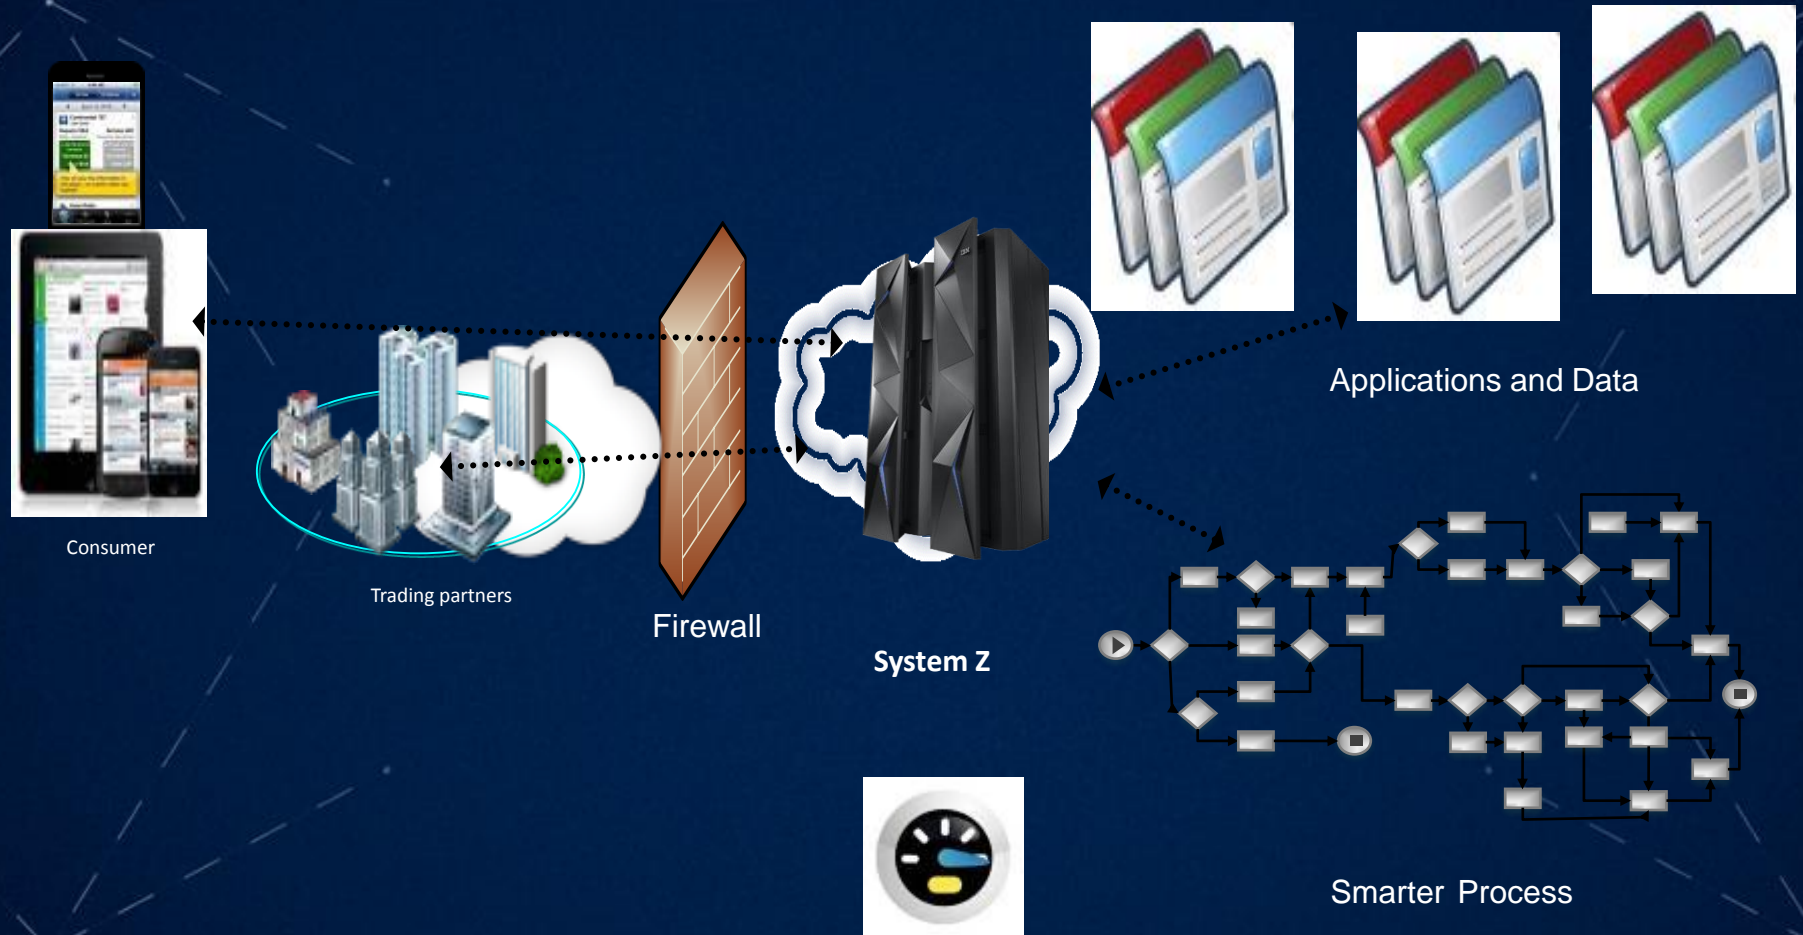 Applications and Data
Consumer
Trading partners
Firewall
System Z
Smarter Process